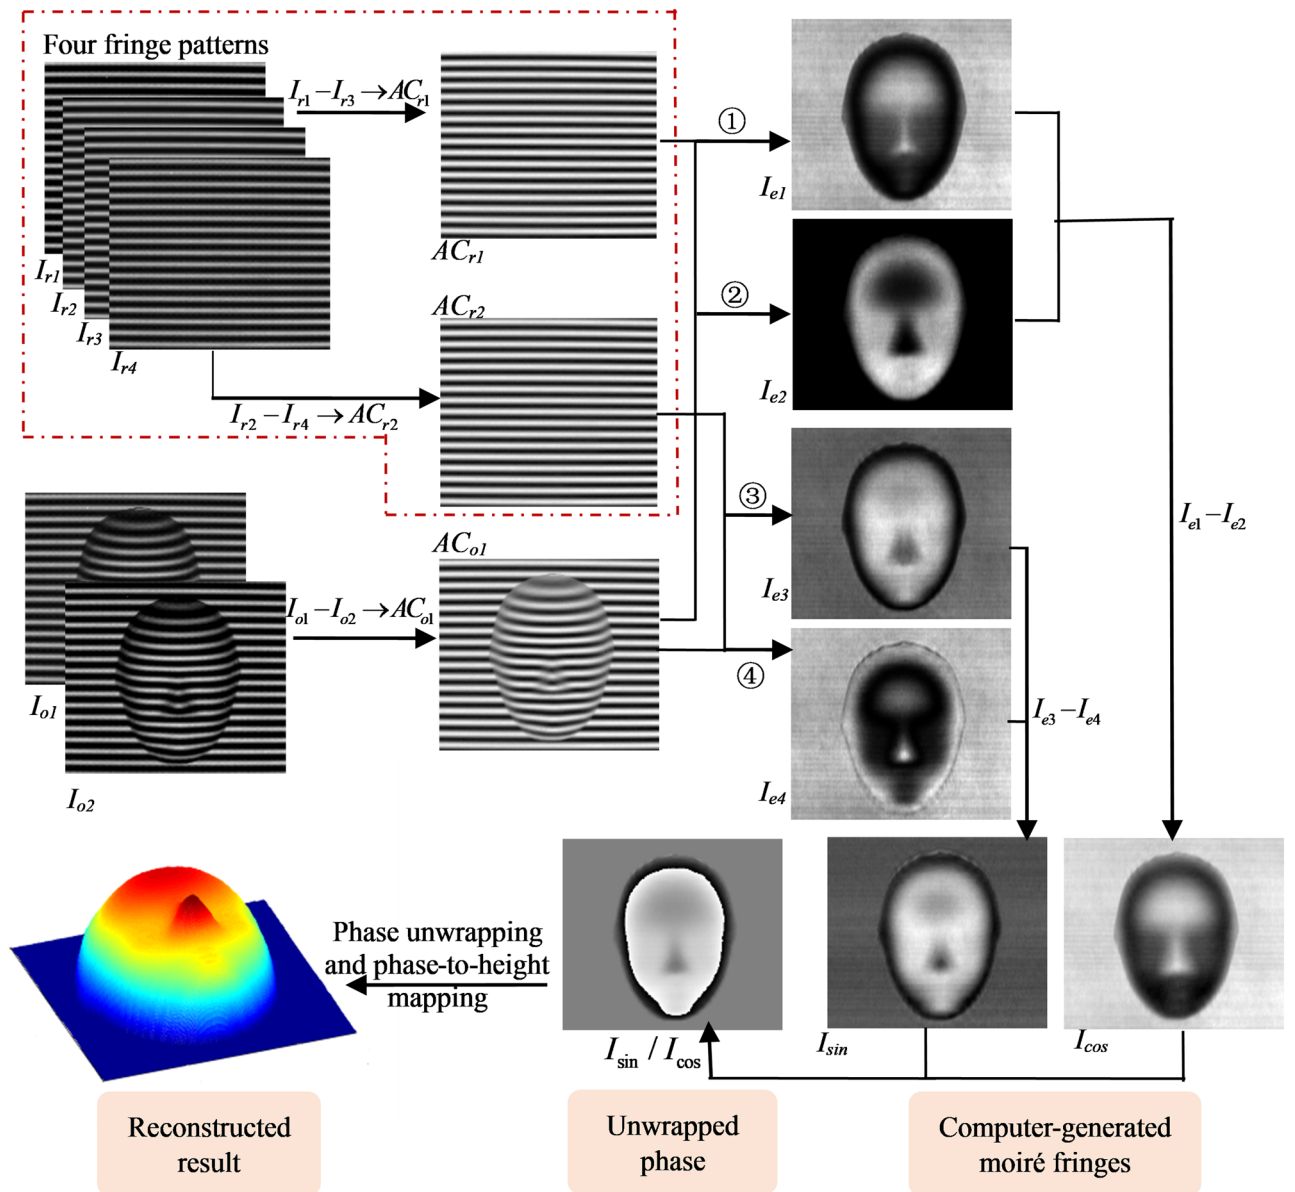 Four fringe patterns
I_r1 − I_r3 → AC_r1
①
I_e1
AC_r1
I_r1
I_r2
I_r3
I_r4
AC_r2
②
I_e2
I_r2 − I_r4 → AC_r2
③
I_e1 − I_e2
AC_o1
I_e3
I_o1 − I_o2 → AC_o1
④
I_o1
I_e3 − I_e4
I_o2
I_e4
Phase unwrapping
and phase-to-height
mapping
I_sin / I_cos
I_sin
I_cos
Reconstructed
result
Unwrapped
phase
Computer-generated
moiré fringes